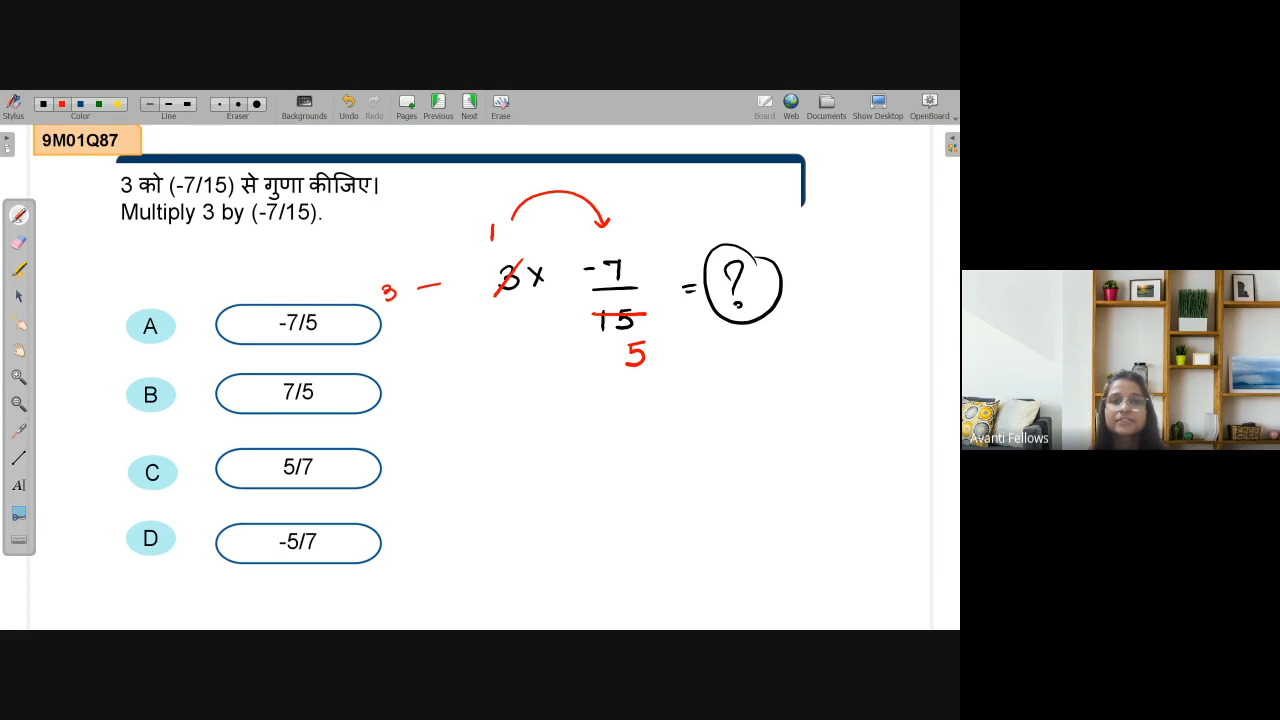 Stylus
Color
Line
Eraser
Backgrounds
Undo
Redo
Pages
Previous
Next
Erase
Board
Web
Documents
Show Desktop
OpenBoard
9M01Q87
3 को (-7/15) से गुणा कीजिए।
Multiply 3 by (-7/15).
1
3 — 3 × -7/15 = ?
5
A -7/5
B 7/5
C 5/7
D -5/7
Avanti Fellows